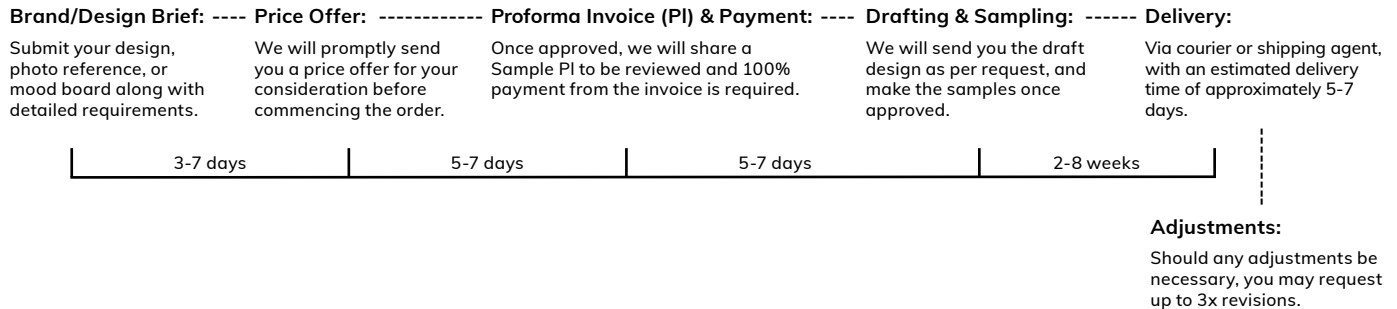 Brand/Design Brief: ---- Price Offer: ----------- Proforma Invoice (PI) & Payment: ---- Drafting & Sampling: ------ Delivery:
Submit your design,
photo reference, or
mood board along with
detailed requirements.
We will promptly send
you a price offer for your
consideration before
commencing the order.
Once approved, we will share a
Sample PI to be reviewed and 100%
payment from the invoice is required.
We will send you the draft
design as per request, and
make the samples once
approved.
Via courier or shipping agent,
with an estimated delivery
time of approximately 5-7
days.
3-7 days
5-7 days
5-7 days
2-8 weeks
Adjustments:
Should any adjustments be
necessary, you may request
up to 3x revisions.